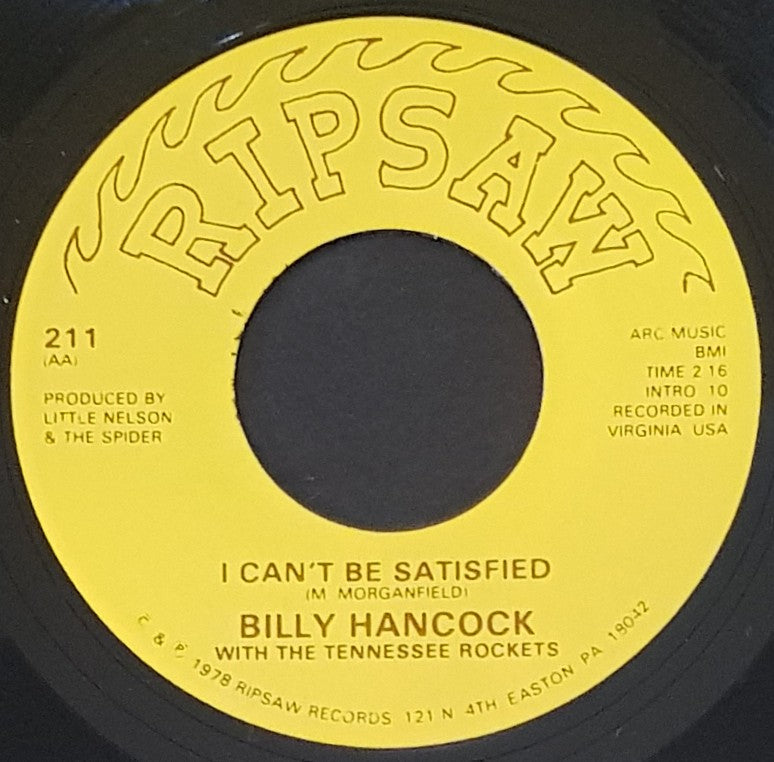 RIPSAW
211
(AA)
PRODUCED BY
LITTLE NELSON
& THE SPIDER
ARC MUSIC
BMI
TIME 2 16
INTRO 10
RECORDED IN
VIRGINIA USA
I CAN'T BE SATISFIED
(M MORGANFIELD)
BILLY HANCOCK
WITH THE TENNESSEE ROCKETS
C & P. 1978 RIPSAW RECORDS 121 N 4TH EASTON PA 18042